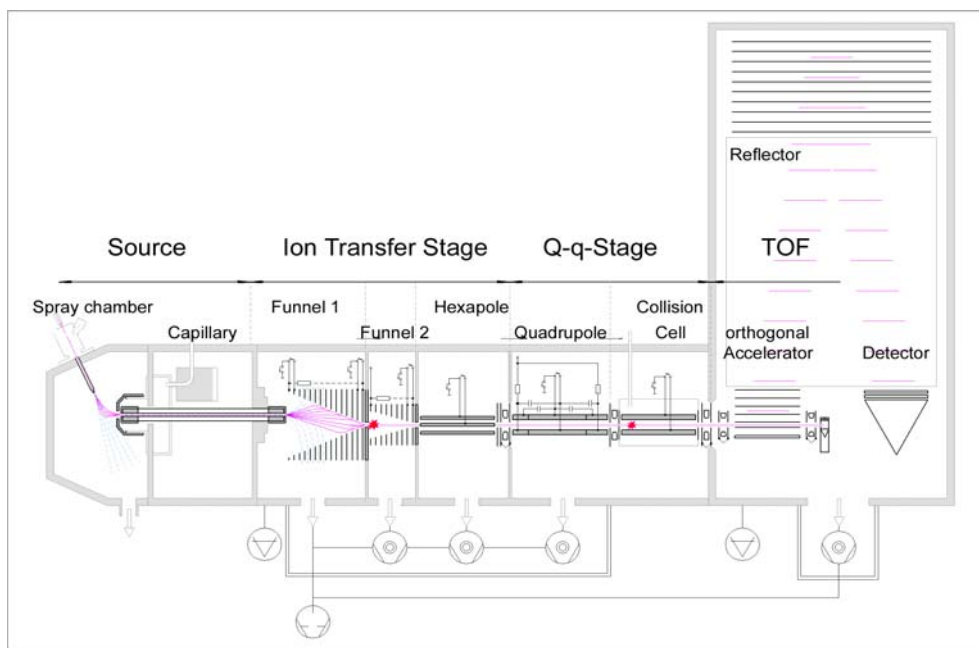 Reflector
Source
Ion Transfer Stage
Q-q-Stage
TOF
Spray chamber
Capillary
Funnel 1
Funnel 2
Hexapole
Quadrupole
Collision
Cell
orthogonal
Accelerator
Detector